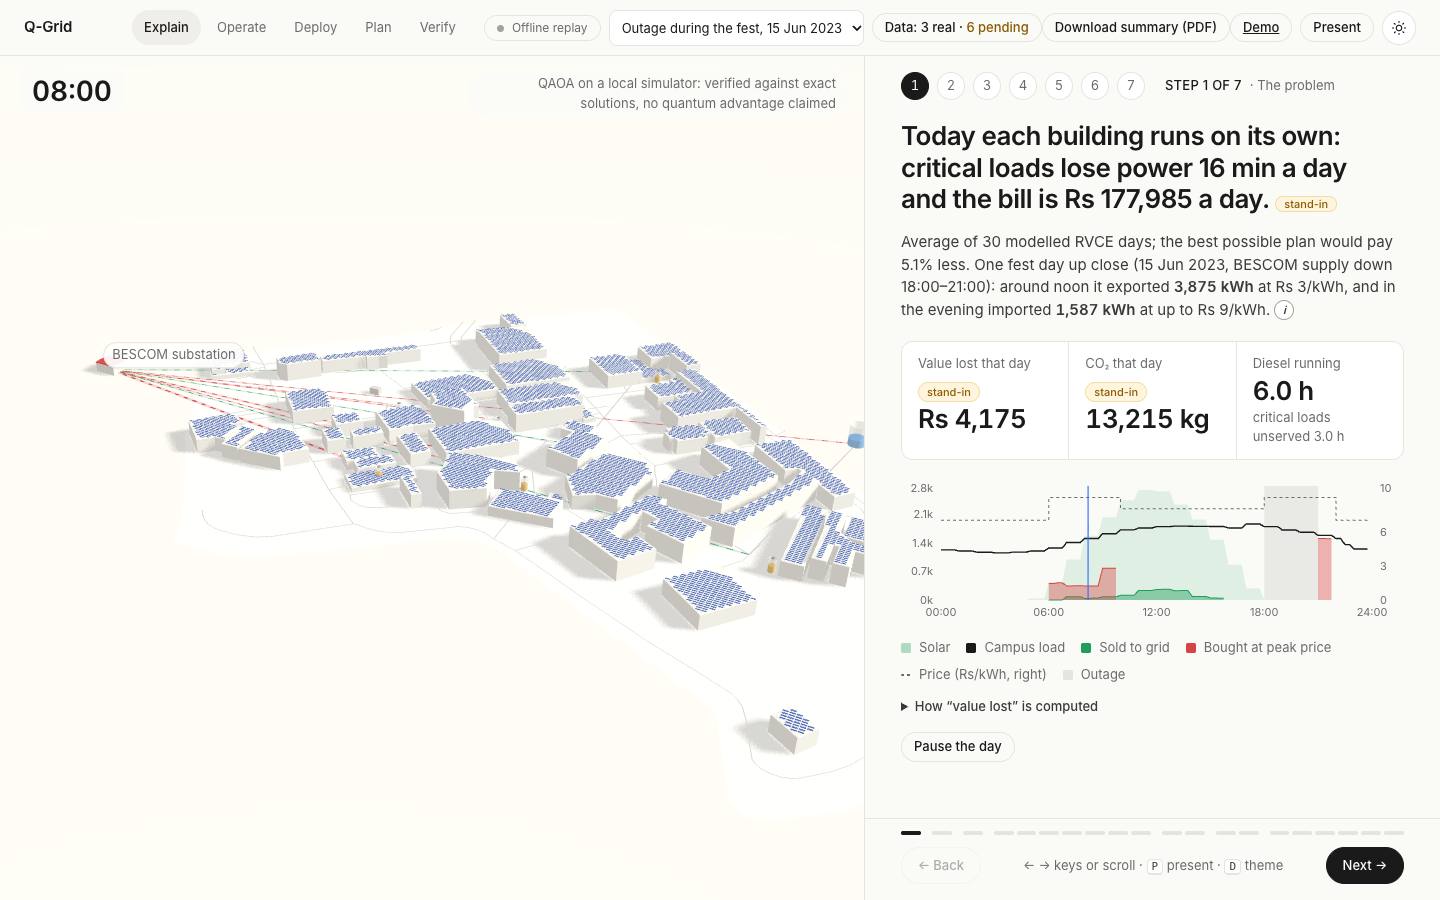 Q-Grid
Explain
Operate
Deploy
Plan
Verify
Offline replay
Outage during the fest, 15 Jun 2023
Data: 3 real · 6 pending
Download summary (PDF)
Demo
Present
08:00
QAOA on a local simulator: verified against exact
solutions, no quantum advantage claimed
BESCOM substation
1 2 3 4 5 6 7 STEP 1 OF 7 · The problem
Today each building runs on its own:
critical loads lose power 16 min a day
and the bill is Rs 177,985 a day. stand-in
Average of 30 modelled RVCE days; the best possible plan would pay
5.1% less. One fest day up close (15 Jun 2023, BESCOM supply down
18:00–21:00): around noon it exported 3,875 kWh at Rs 3/kWh, and in
the evening imported 1,587 kWh at up to Rs 9/kWh. i
Value lost that day
stand-in
Rs 4,175
CO₂ that day
stand-in
13,215 kg
Diesel running
6.0 h
critical loads
unserved 3.0 h
2.8k
2.1k
1.4k
0.7k
0k
10
6
3
0
00:00 06:00 12:00 18:00 24:00
Solar Campus load Sold to grid Bought at peak price
Price (Rs/kWh, right) Outage
How “value lost” is computed
Pause the day
← Back
← → keys or scroll · P present · D theme
Next →